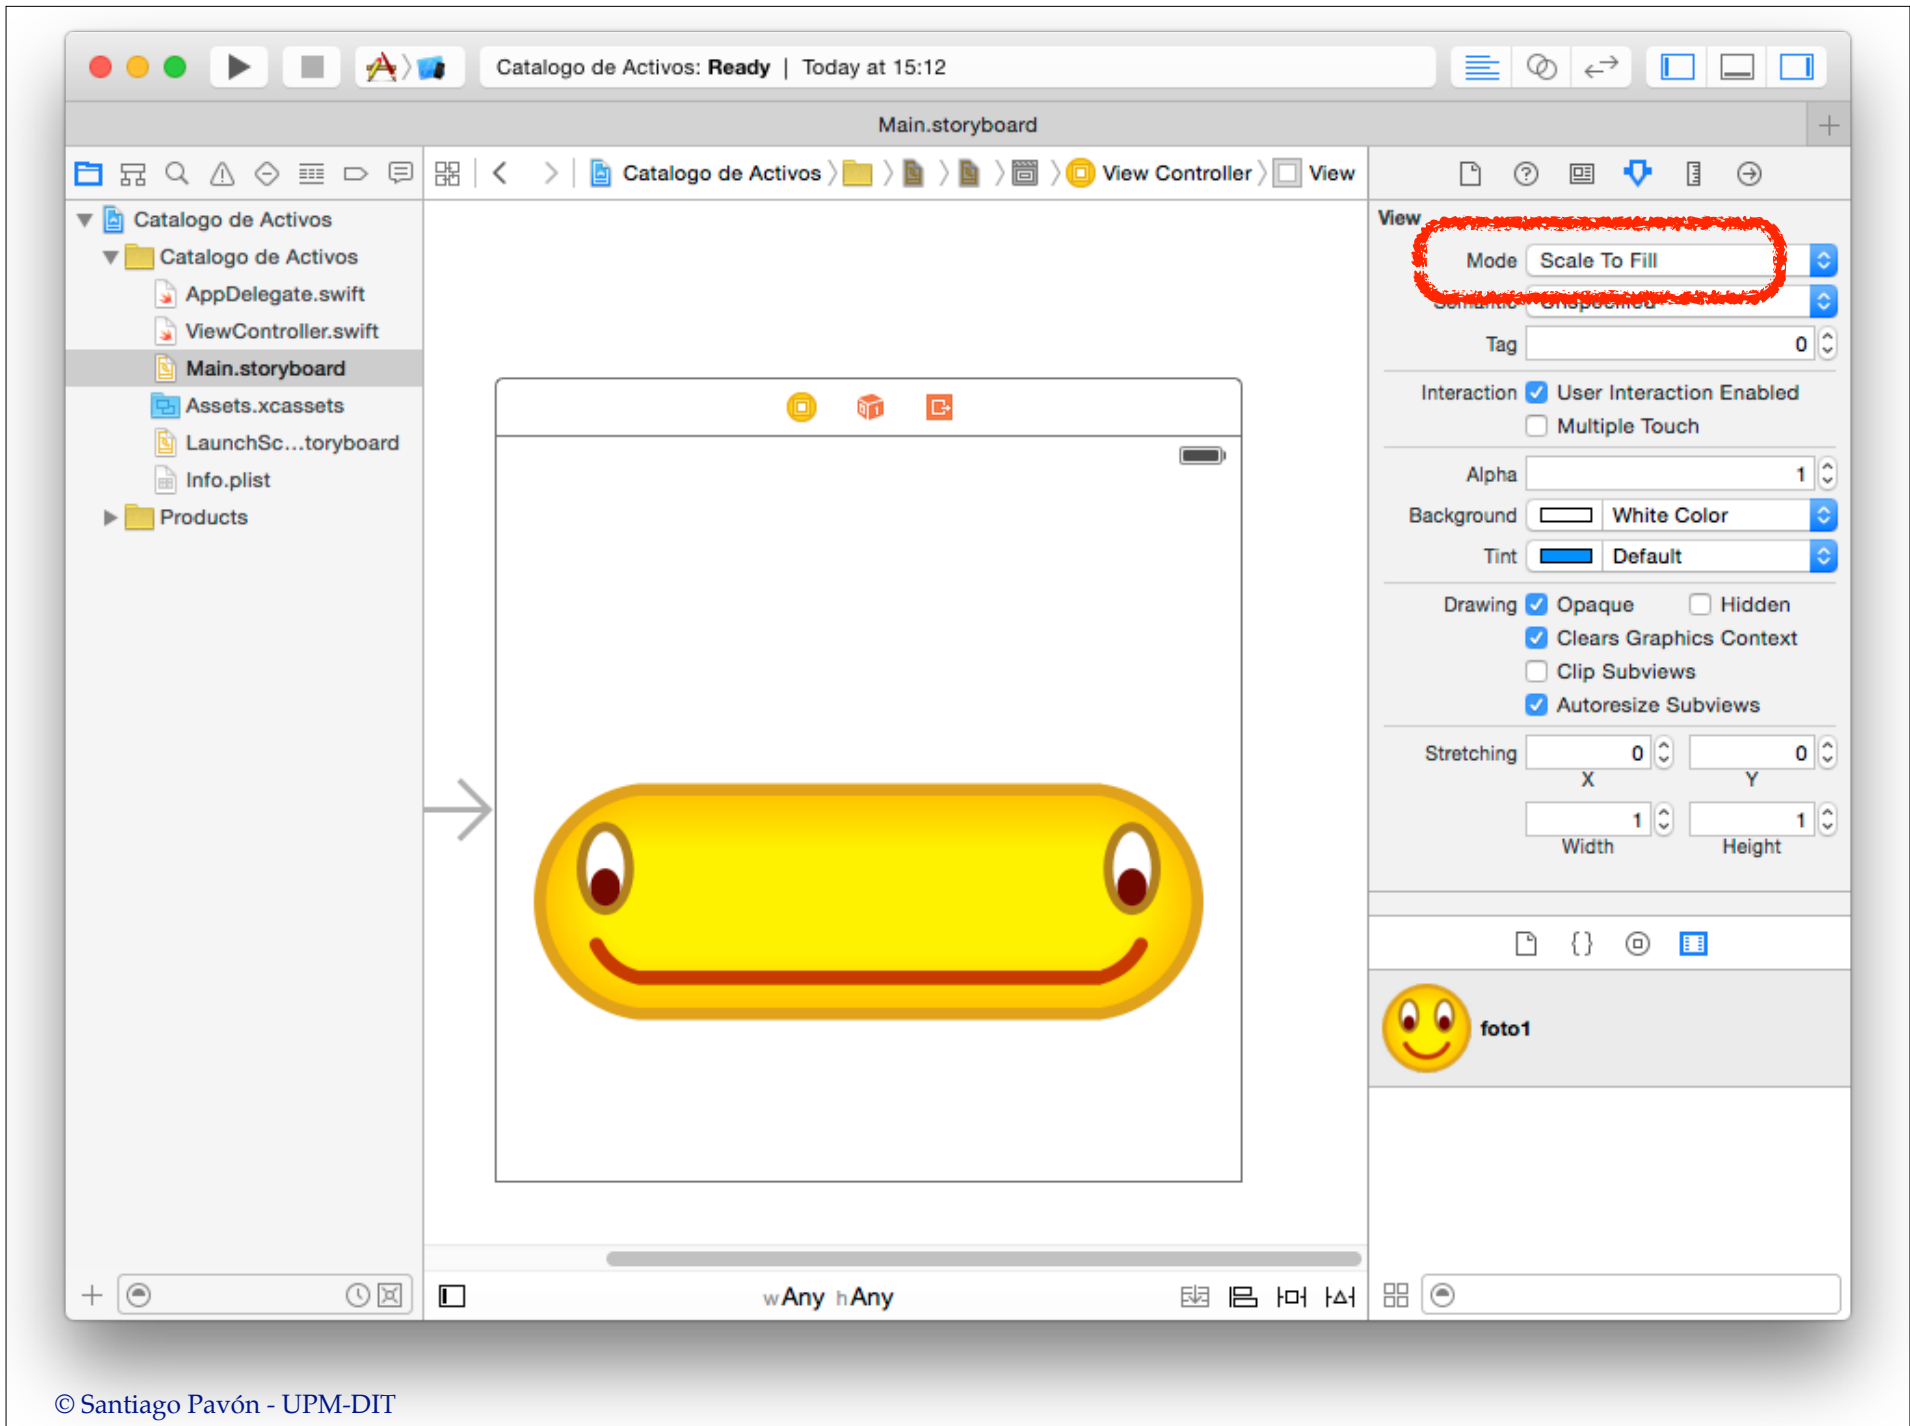 Catalogo de Activos: Ready | Today at 15:12
Main.storyboard
Catalogo de Activos
View Controller
View
Catalogo de Activos
Catalogo de Activos
AppDelegate.swift
ViewController.swift
Main.storyboard
Assets.xcassets
LaunchSc...toryboard
Info.plist
Products
wAny hAny
View
Mode Scale To Fill
Semantic Unspecified
Tag 0
Interaction User Interaction Enabled
Multiple Touch
Alpha 1
Background White Color
Tint Default
Drawing Opaque Hidden
Clears Graphics Context
Clip Subviews
Autoresize Subviews
Stretching 0 0
X Y
1 1
Width Height
foto1
© Santiago Pavón - UPM-DIT